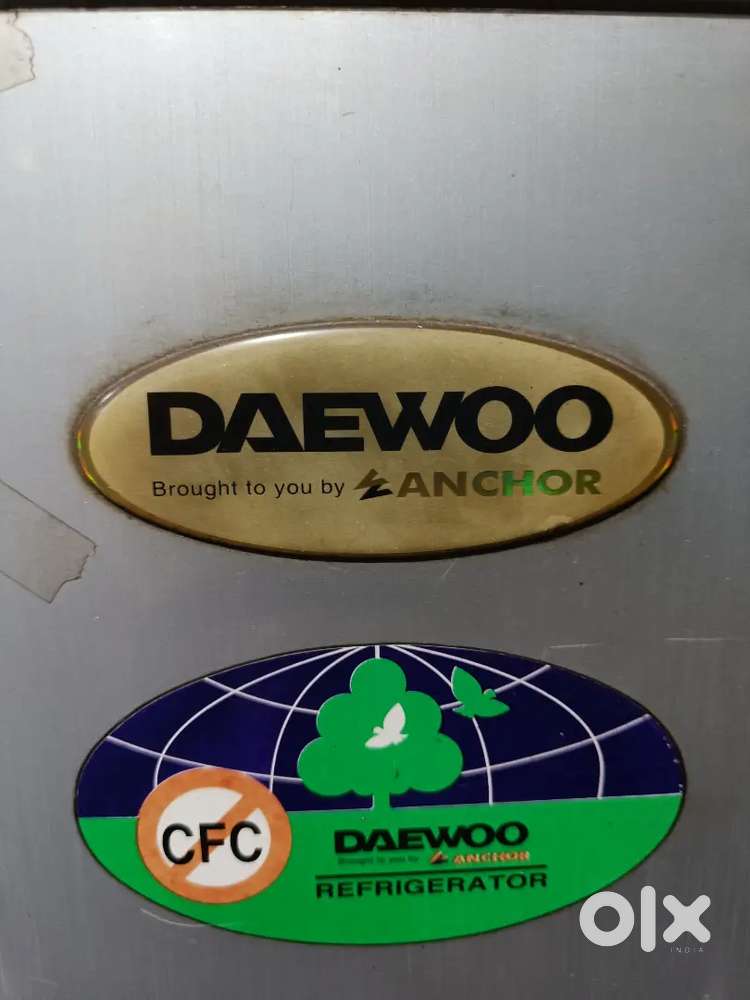 DAEWOO
Brought to you by ANCHOR
CFC
DAEWOO
Brought to you by ANCHOR
REFRIGERATOR
olx
INDIA